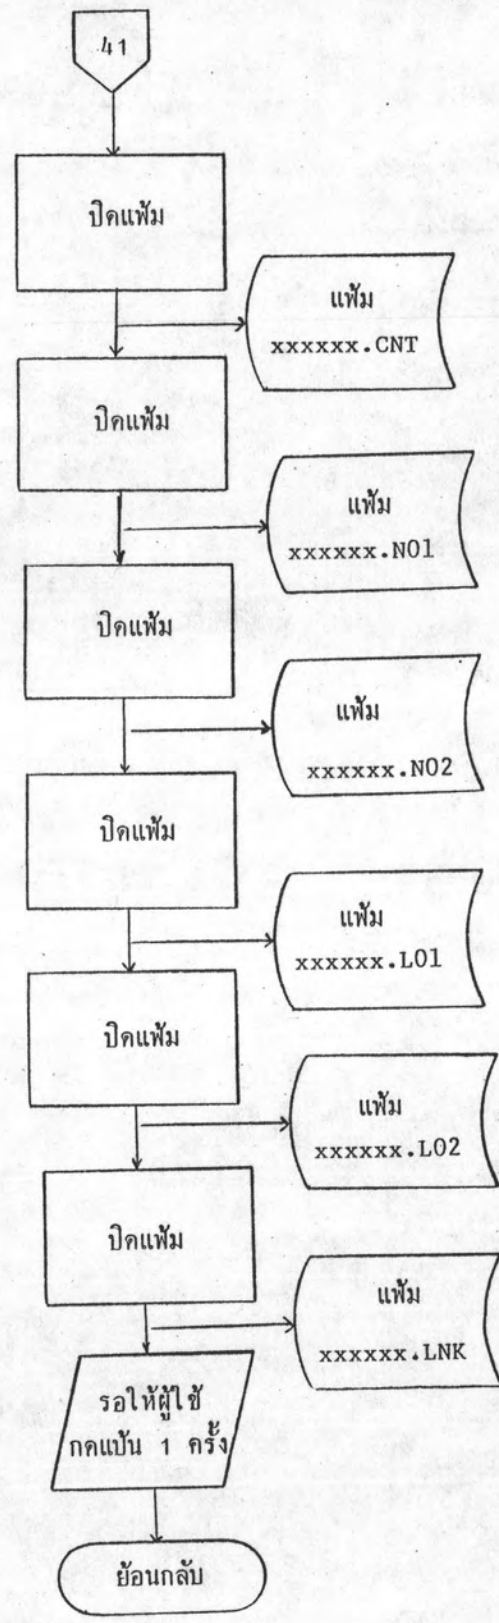 41
ปิดแฟ้ม
แฟ้ม
xxxxxx.CNT
ปิดแฟ้ม
แฟ้ม
xxxxxx.N01
ปิดแฟ้ม
แฟ้ม
xxxxxx.N02
ปิดแฟ้ม
แฟ้ม
xxxxxx.L01
ปิดแฟ้ม
แฟ้ม
xxxxxx.L02
ปิดแฟ้ม
แฟ้ม
xxxxxx.LNK
รอให้ผู้ใช้
กดแป้น 1 ครั้ง
ย้อนกลับ